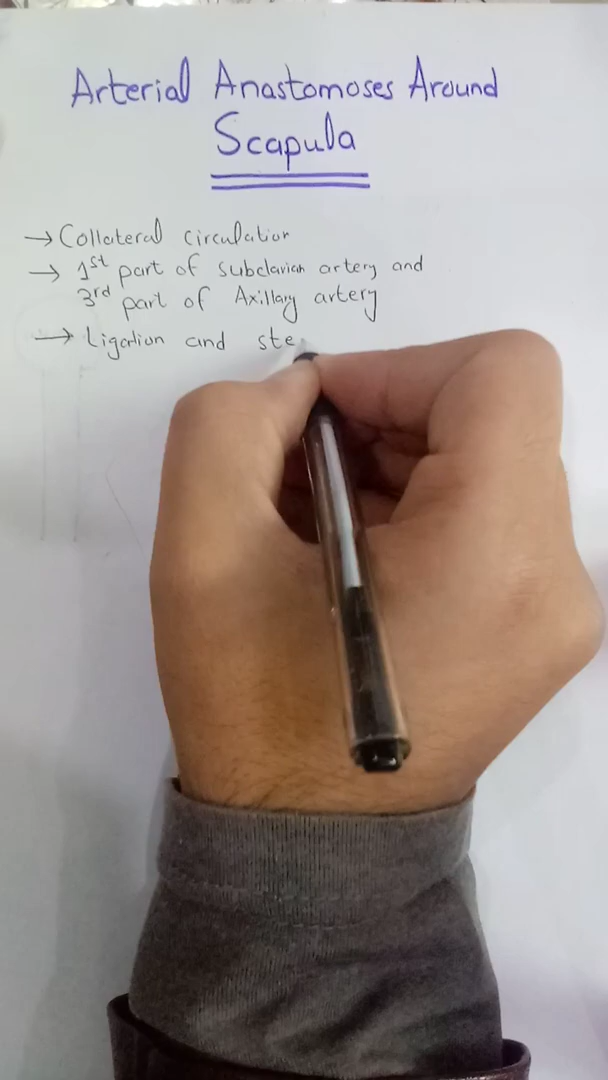 Arterial Anastomoses Around
Scapula
→ Collateral circulation
→ 1st part of subclavian artery and
3rd part of Axillary artery
→ Ligation and ste